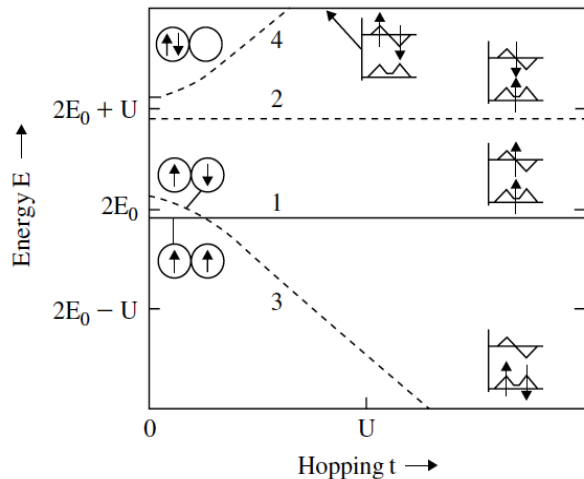 4
2E₀ + U
2
2E₀
1
2E₀ – U
3
0
U
Energy E
Hopping t